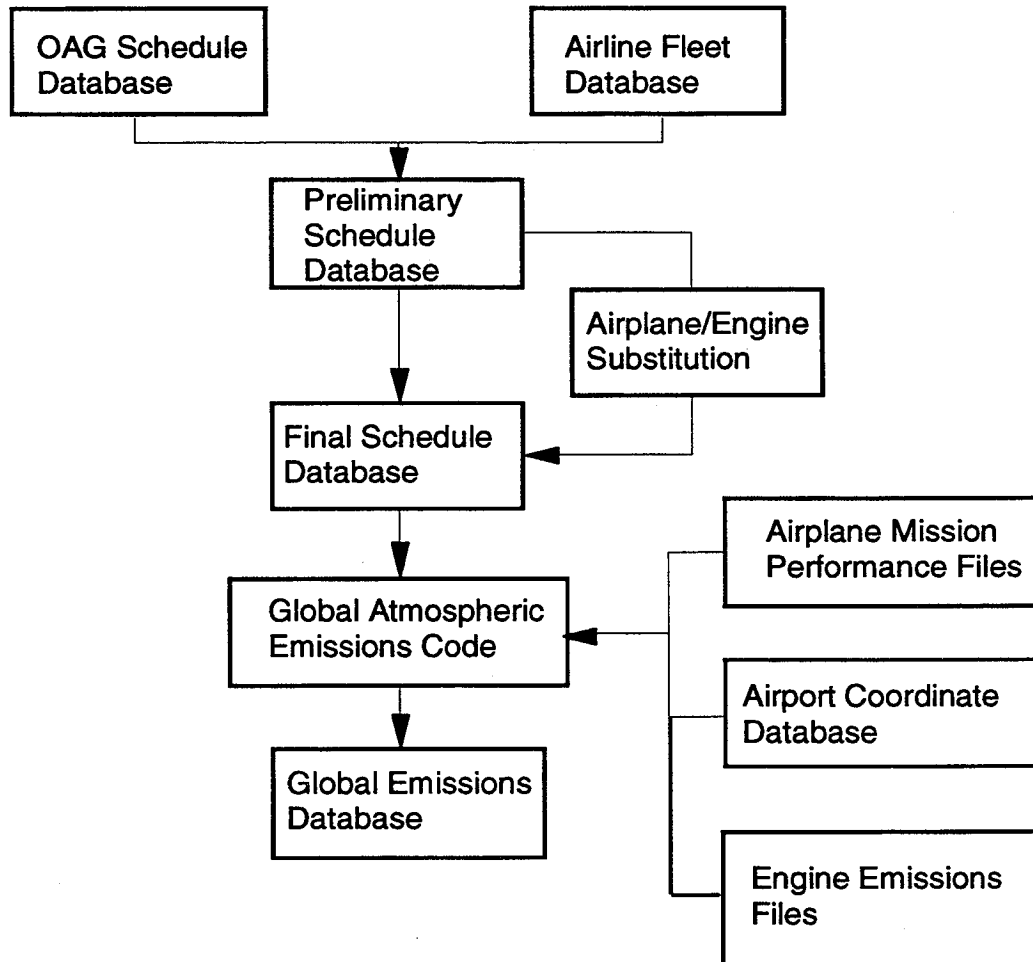 OAG Schedule
Database
Airline Fleet
Database
Preliminary
Schedule
Database
Airplane/Engine
Substitution
Final Schedule
Database
Airplane Mission
Performance Files
Global Atmospheric
Emissions Code
Airport Coordinate
Database
Global Emissions
Database
Engine Emissions
Files